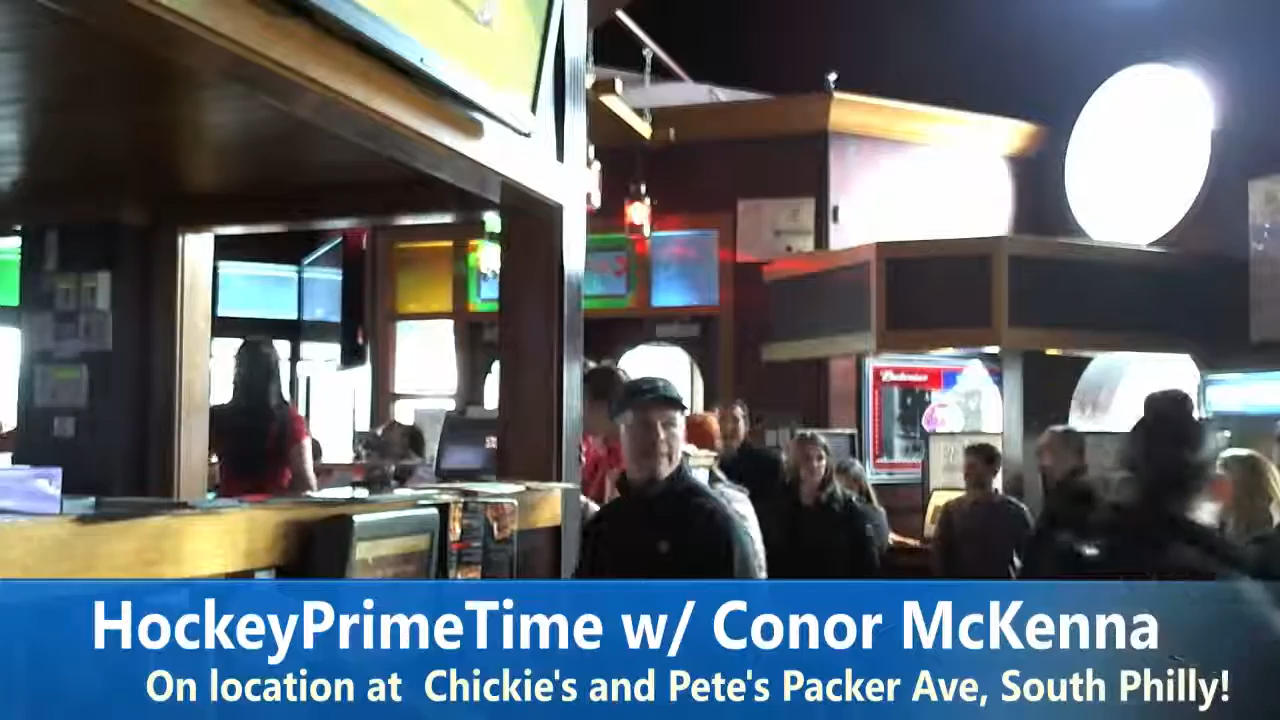 Budweiser
HockeyPrimeTime w/ Conor McKenna
On location at Chickie's and Pete's Packer Ave, South Philly!